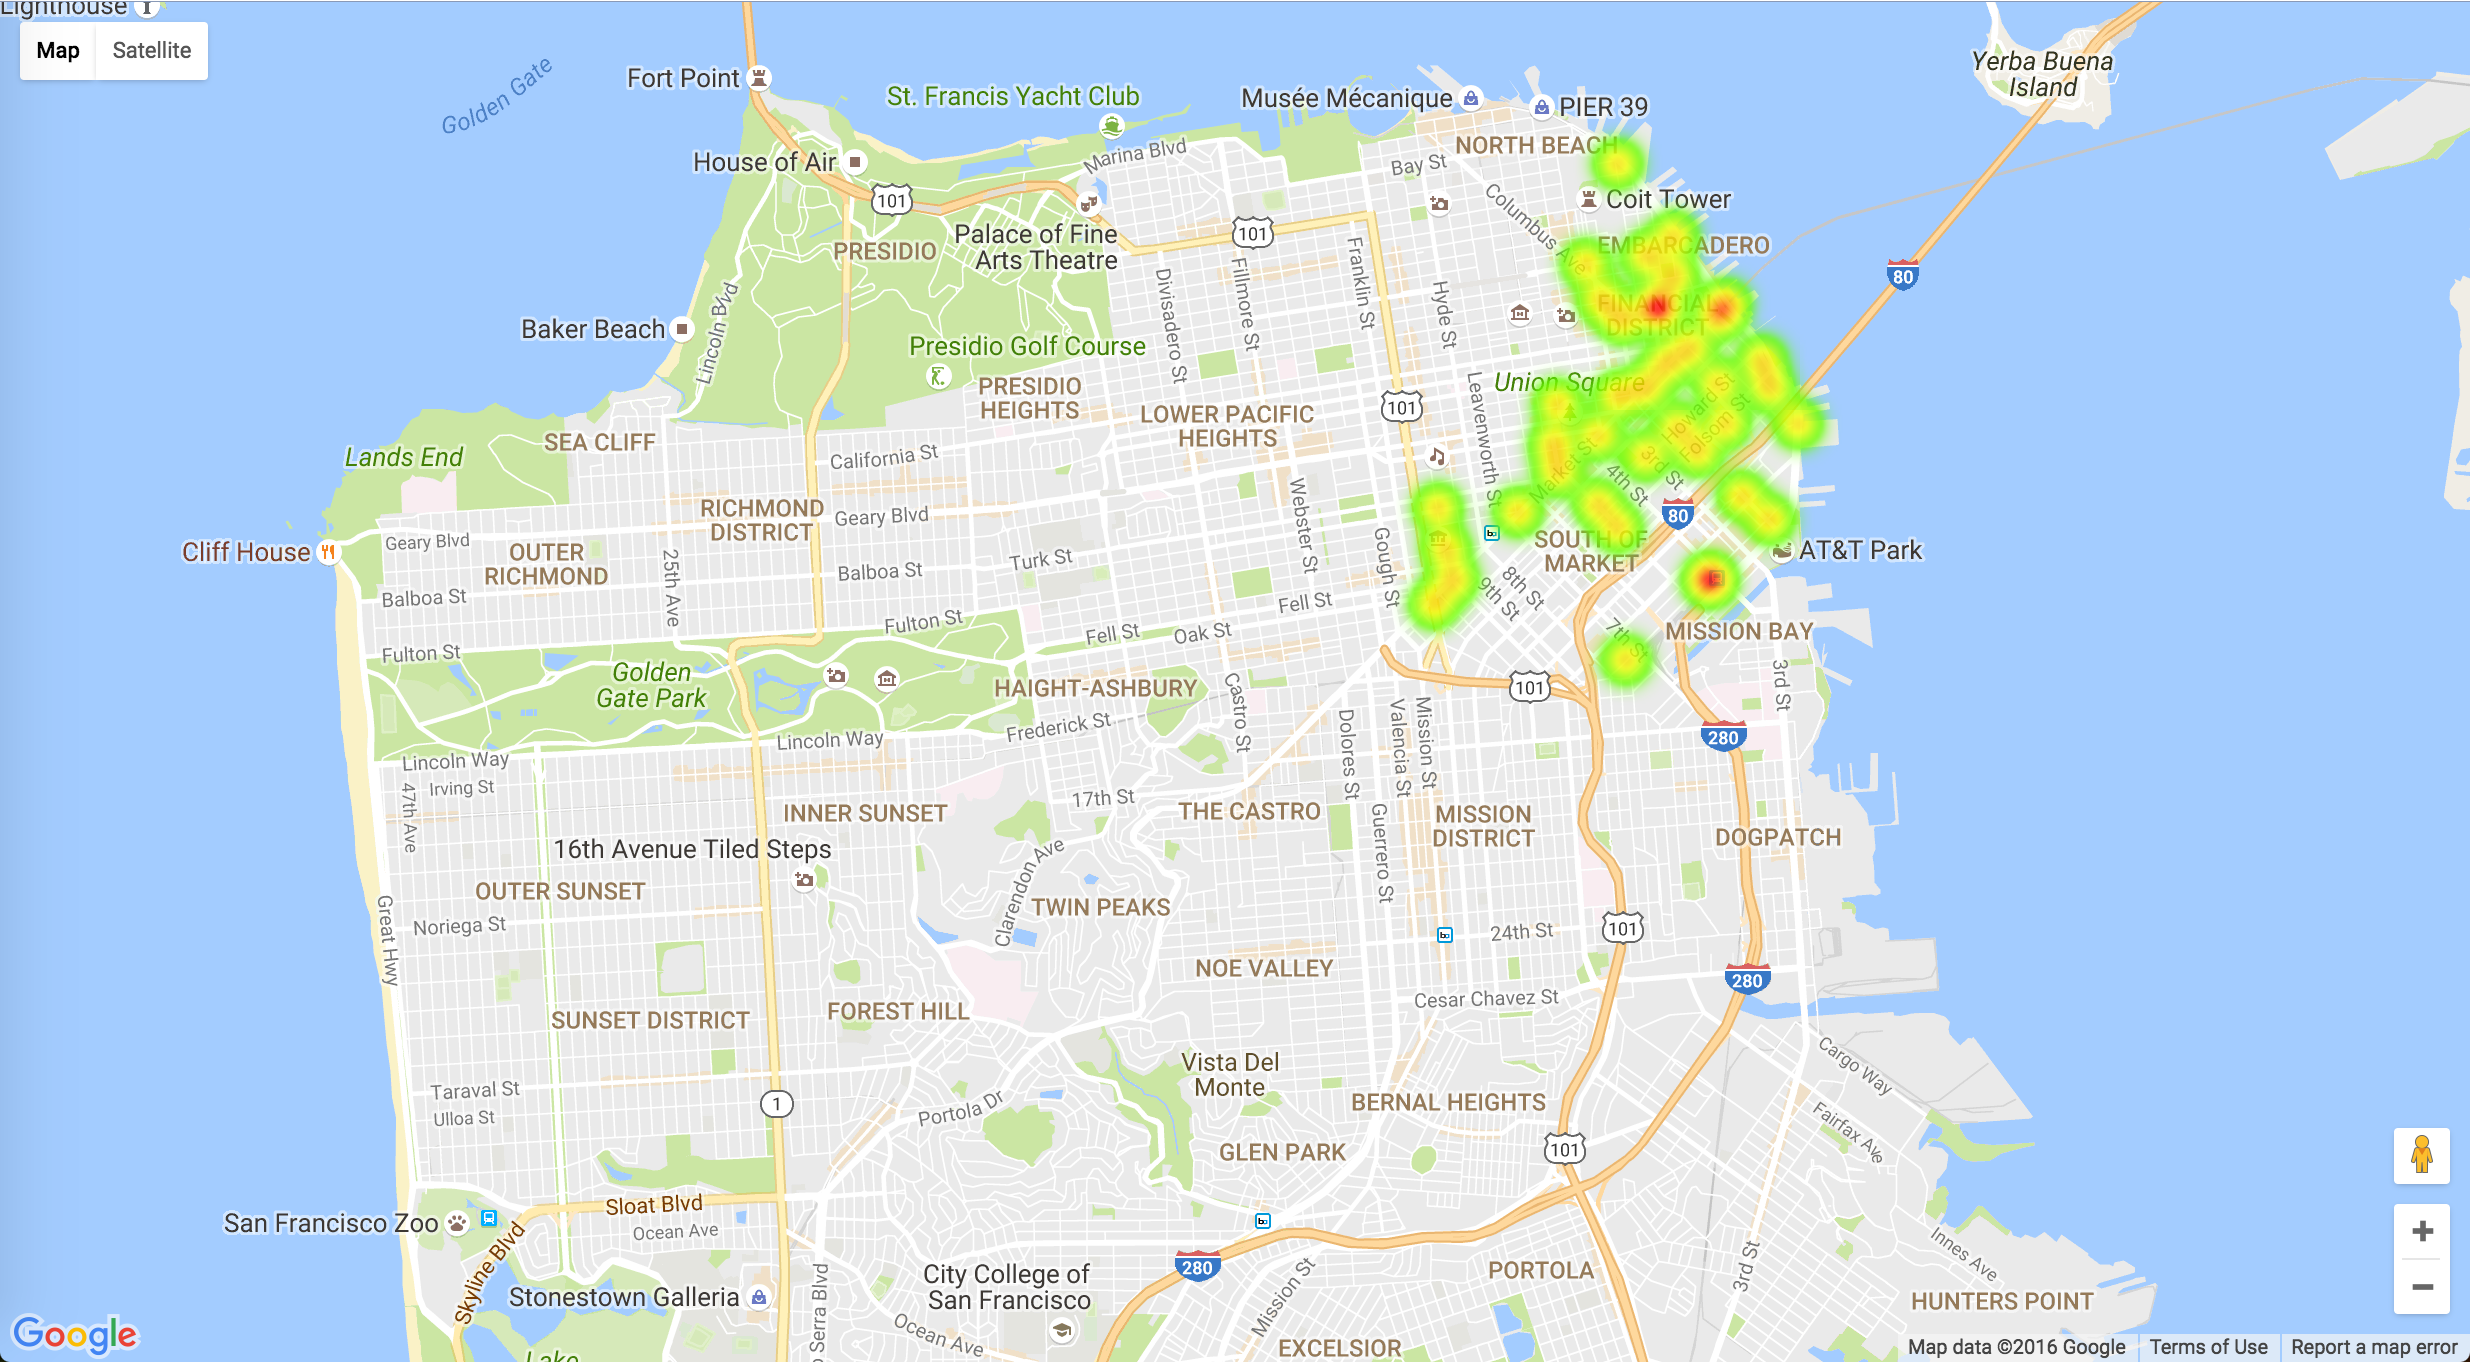 Lighthouse
Map
Satellite
Golden Gate
Fort Point
St. Francis Yacht Club
Musée Mécanique
PIER 39
Yerba Buena
Island
NORTH BEACH
House of Air
Marina Blvd
Bay St
101
Coit Tower
Columbus Ave
Palace of Fine
Arts Theatre
101
PRESIDIO
EMBARCADERO
80
Lincoln Blvd
Divisadero St
Fillmore St
Franklin St
Hyde St
FINANCIAL
DISTRICT
Baker Beach
Presidio Golf Course
PRESIDIO
HEIGHTS
LOWER PACIFIC
HEIGHTS
101
Leavenworth St
Union Square
Howard St
Folsom St
SEA CLIFF
Lands End
California St
Market St
4th St
3rd St
RICHMOND
DISTRICT
Geary Blvd
Webster St
80
Cliff House
Geary Blvd
OUTER
RICHMOND
25th Ave
Balboa St
Turk St
Gough St
SOUTH OF
MARKET
AT&T Park
Balboa St
8th St
9th St
Fell St
Fulton St
Fell St
Oak St
7th St
MISSION BAY
Fulton St
Golden
Gate Park
HAIGHT-ASHBURY
101
3rd St
Castro St
Frederick St
Dolores St
Valencia St
Mission St
280
Lincoln Way
Lincoln Way
Irving St
47th Ave
17th St
INNER SUNSET
THE CASTRO
Guerrero St
MISSION
DISTRICT
DOGPATCH
16th Avenue Tiled Steps
OUTER SUNSET
Clarendon Ave
TWIN PEAKS
Great Hwy
Noriega St
24th St
101
NOE VALLEY
280
Cesar Chavez St
SUNSET DISTRICT
FOREST HILL
Vista Del
Monte
Cargo Way
Taraval St
Ulloa St
1
Portola Dr
BERNAL HEIGHTS
Fairfax Ave
GLEN PARK
101
Sloat Blvd
San Francisco Zoo
Ocean Ave
Skyline Blvd
280
City College of
San Francisco
Mission St
PORTOLA
3rd St
Innes Ave
Stonestown Galleria
o Serra Blvd
HUNTERS POINT
Ocean Ave
Google
EXCELSIOR
Lake
Map data ©2016 Google
Terms of Use
Report a map error